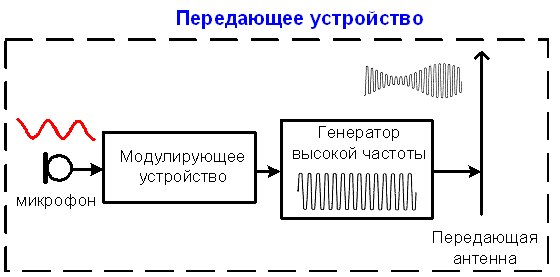 Передающее устройство
Генератор
высокой частоты
Модулирующее
устройство
микрофон
Передающая
антенна